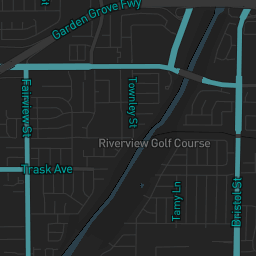 Garden Grove Fwy
Fairview St
Townley St
Riverview Golf Course
Trask Ave
Tamy Ln
Bristol St